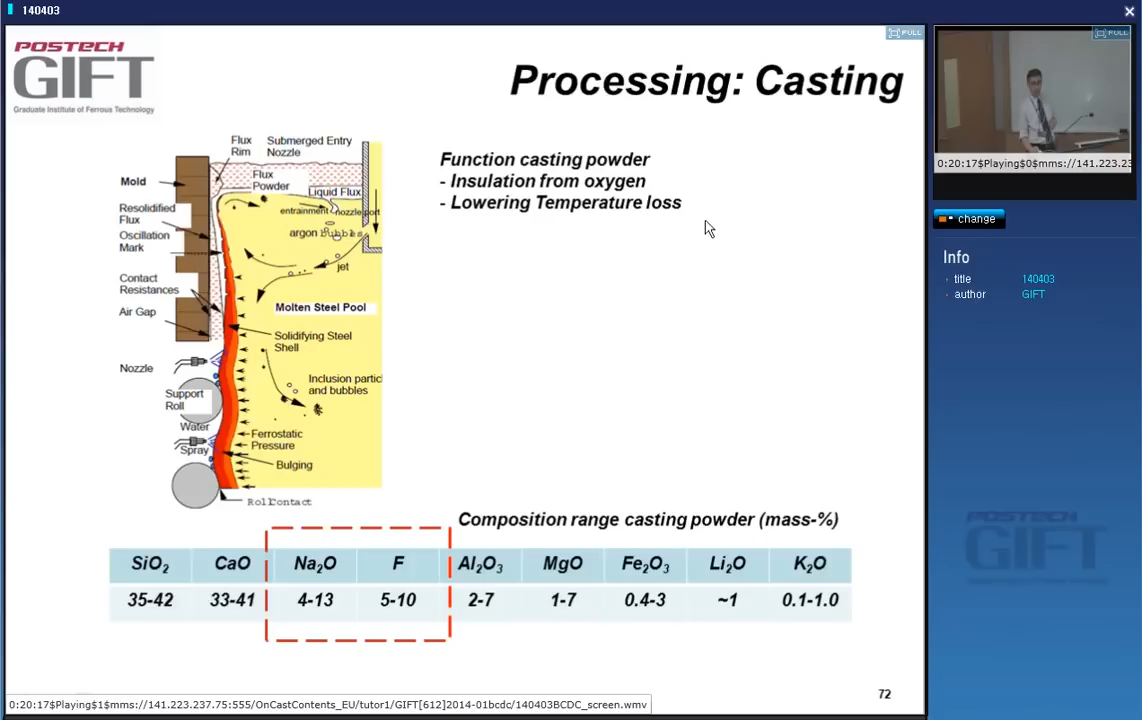 140403
FULL
POSTECH
GIFT
Graduate Institute of Ferrous Technology
Processing: Casting
Function casting powder
- Insulation from oxygen
- Lowering Temperature loss
Flux
Rim
Submerged Entry
Nozzle
Mold
Flux
Powder
Liquid Flux
Resolidified
Flux
entrainment
nozzle port
Oscillation
Mark
argon Bubbles
jet
Contact
Resistances
Molten Steel Pool
Air Gap
Solidifying Steel
Shell
Nozzle
Inclusion partic
and bubbles
Support
Roll
Water
Spray
Ferrostatic
Pressure
Bulging
Roll Contact
Composition range casting powder (mass-%)
SiO₂ CaO Na₂O F Al₂O₃ MgO Fe₂O₃ Li₂O K₂O
35-42 33-41 4-13 5-10 2-7 1-7 0.4-3 ~1 0.1-1.0
72
0:20:17$Playing$1$mms://141.223.237.75:555/OnCastContents_EU/tutor1/GIFT[612]2014-01bcdc/140403BCDC_screen.wmv
FULL
0:20:17$Playing$0$mms://141.223.23
change
Info
title 140403
author GIFT
POSTECH
GIFT